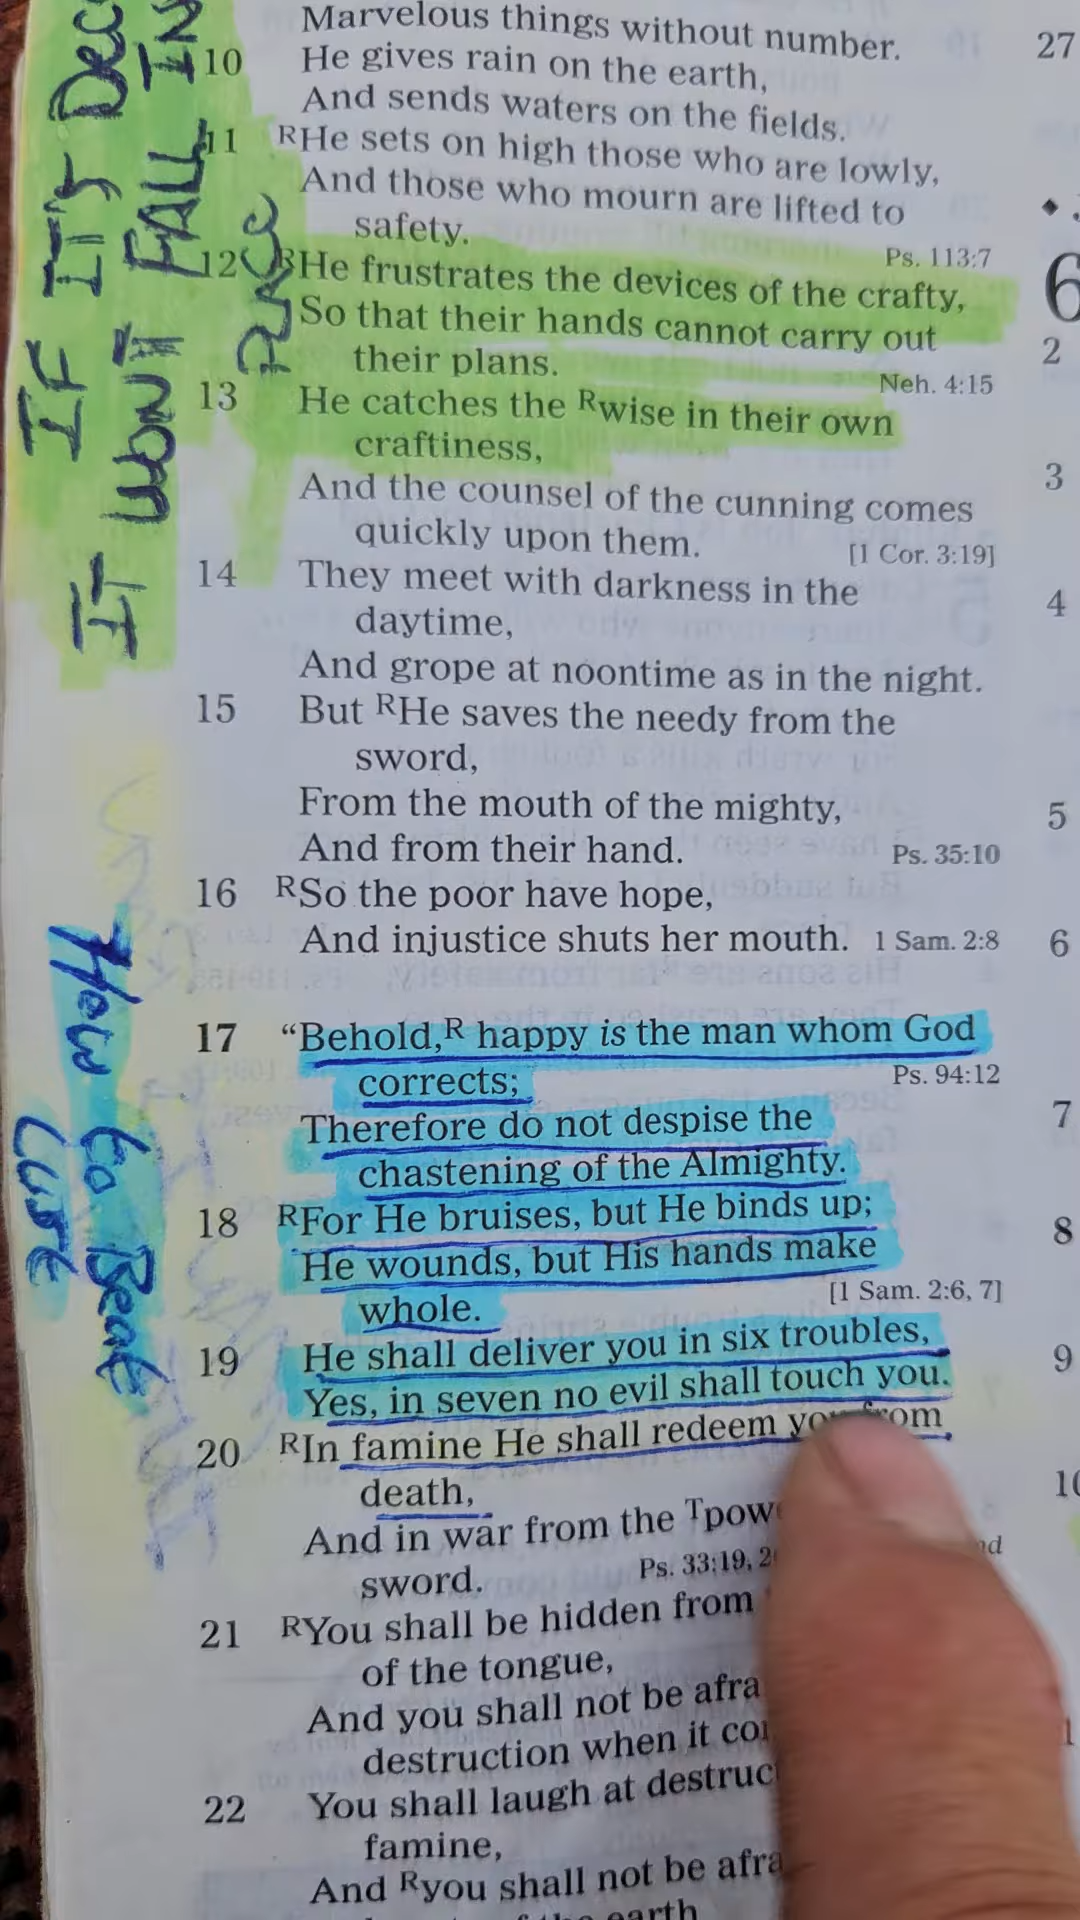 Marvelous things without number.
10 He gives rain on the earth,
And sends waters on the fields.
11 RHe sets on high those who are lowly,
And those who mourn are lifted to
safety.
Ps. 113:7
12 RHe frustrates the devices of the crafty,
So that their hands cannot carry out
their plans.
Neh. 4:15
13 He catches the Rwise in their own
craftiness,
And the counsel of the cunning comes
quickly upon them. [1 Cor. 3:19]
14 They meet with darkness in the
daytime,
And grope at noontime as in the night.
15 But RHe saves the needy from the
sword,
From the mouth of the mighty,
And from their hand. Ps. 35:10
16 RSo the poor have hope,
And injustice shuts her mouth. 1 Sam. 2:8
17 “Behold,R happy is the man whom God
corrects; Ps. 94:12
Therefore do not despise the
chastening of the Almighty.
18 RFor He bruises, but He binds up;
He wounds, but His hands make
whole. [1 Sam. 2:6, 7]
19 He shall deliver you in six troubles,
Yes, in seven no evil shall touch you.
20 RIn famine He shall redeem you from
death,
And in war from the
sword. Ps. 33:19,
21 RYou shall be hidden from
of the tongue,
And you shall not be
destruction when it
22 You shall laugh at
famine,
And Ryou shall not be
earth
IF IT'S
IT WON'T FALL IN
PLACE
How to Beat
27
6
2
3
4
5
6
7
8
9